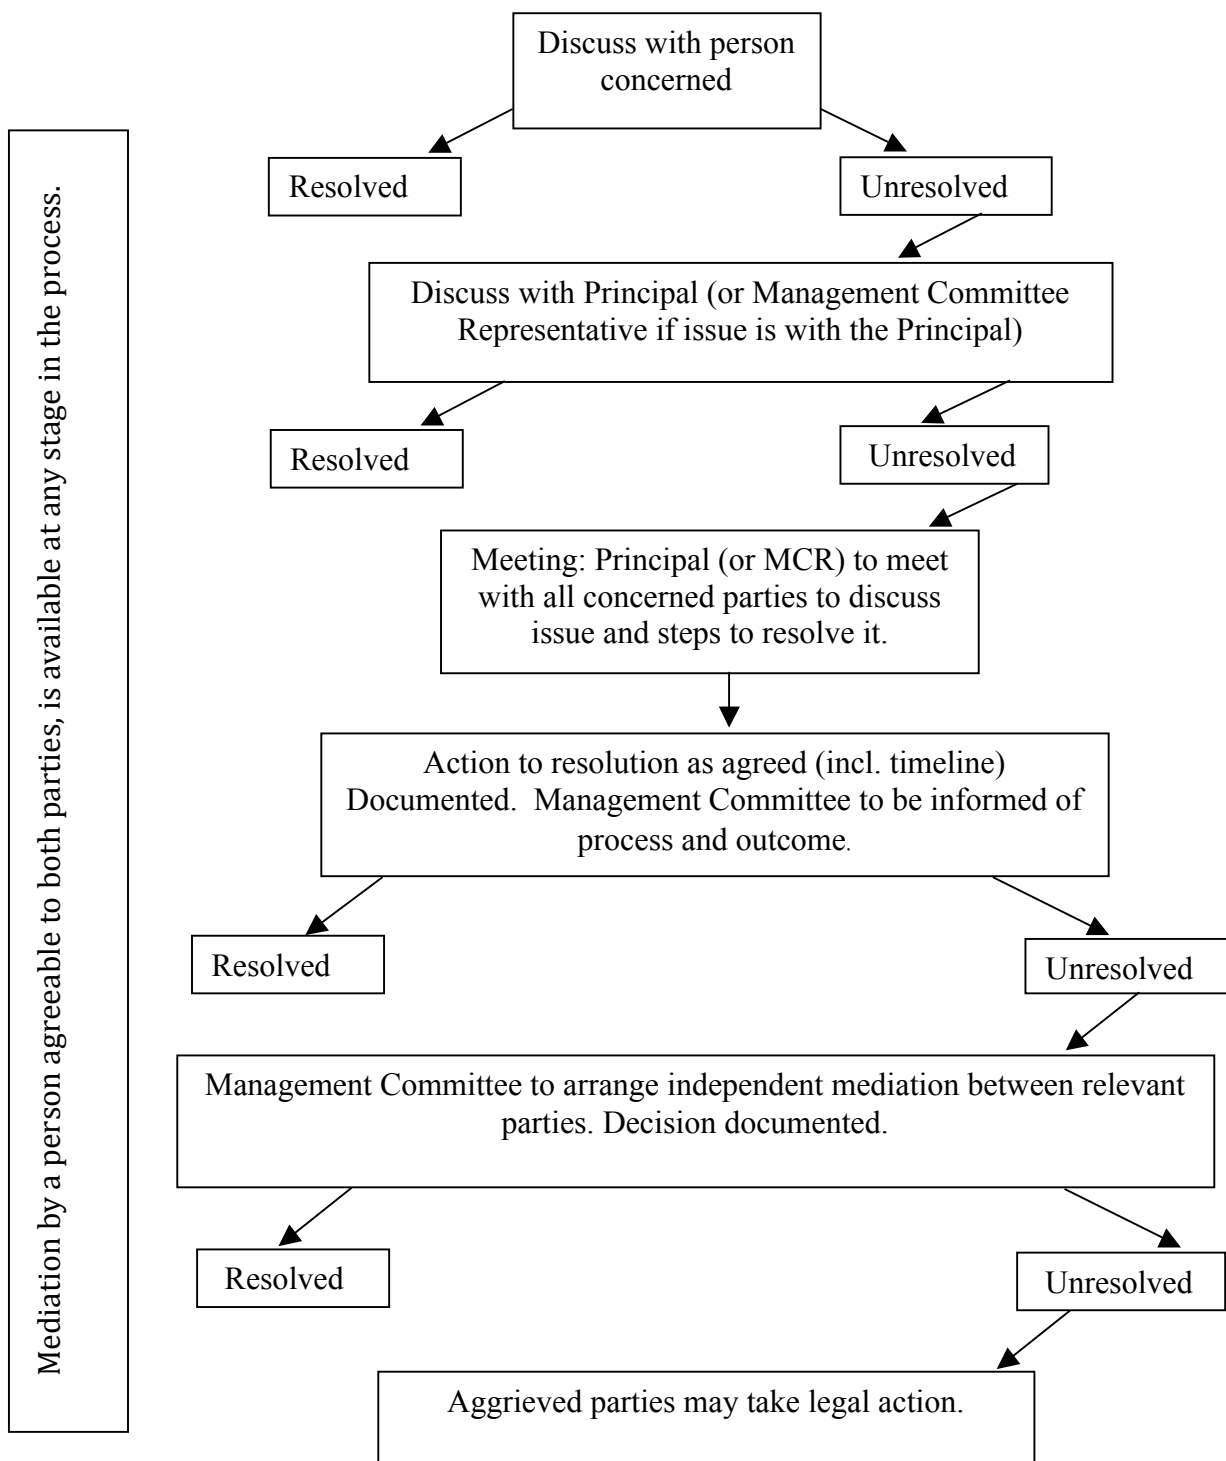 Discuss with person
concerned
Mediation by a person agreeable to both parties, is available at any stage in the process.
Resolved
Unresolved
Discuss with Principal (or Management Committee
Representative if issue is with the Principal)
Resolved
Unresolved
Meeting: Principal (or MCR) to meet
with all concerned parties to discuss
issue and steps to resolve it.
Action to resolution as agreed (incl. timeline)
Documented.  Management Committee to be informed of
process and outcome.
Resolved
Unresolved
Management Committee to arrange independent mediation between relevant
parties. Decision documented.
Resolved
Unresolved
Aggrieved parties may take legal action.